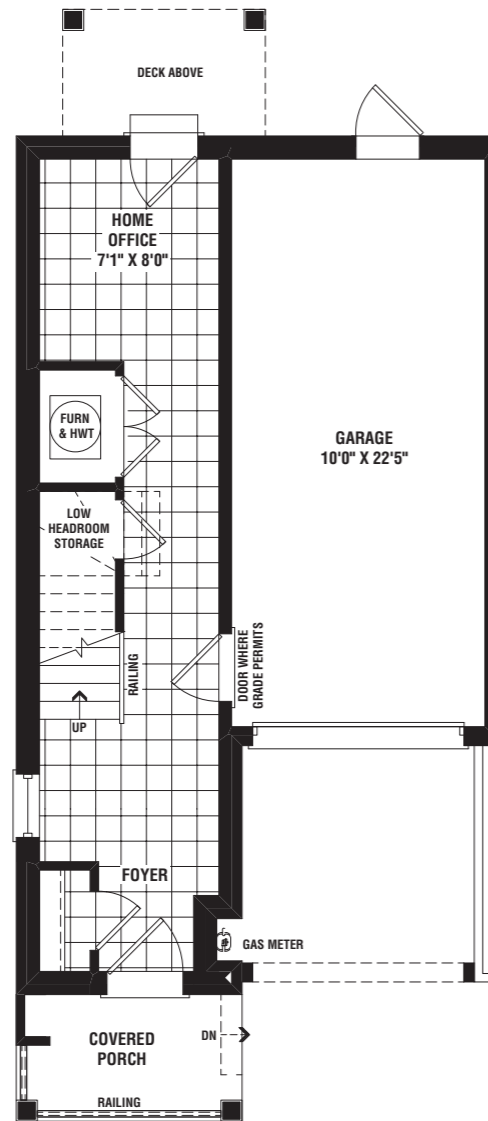 DECK ABOVE
HOME
OFFICE
7'1" X 8'0"
FURN
& HWT
GARAGE
10'0" X 22'5"
LOW
HEADROOM
STORAGE
RAILING
DOOR WHERE
GRADE PERMITS
UP
FOYER
GAS METER
COVERED
PORCH
DN
RAILING